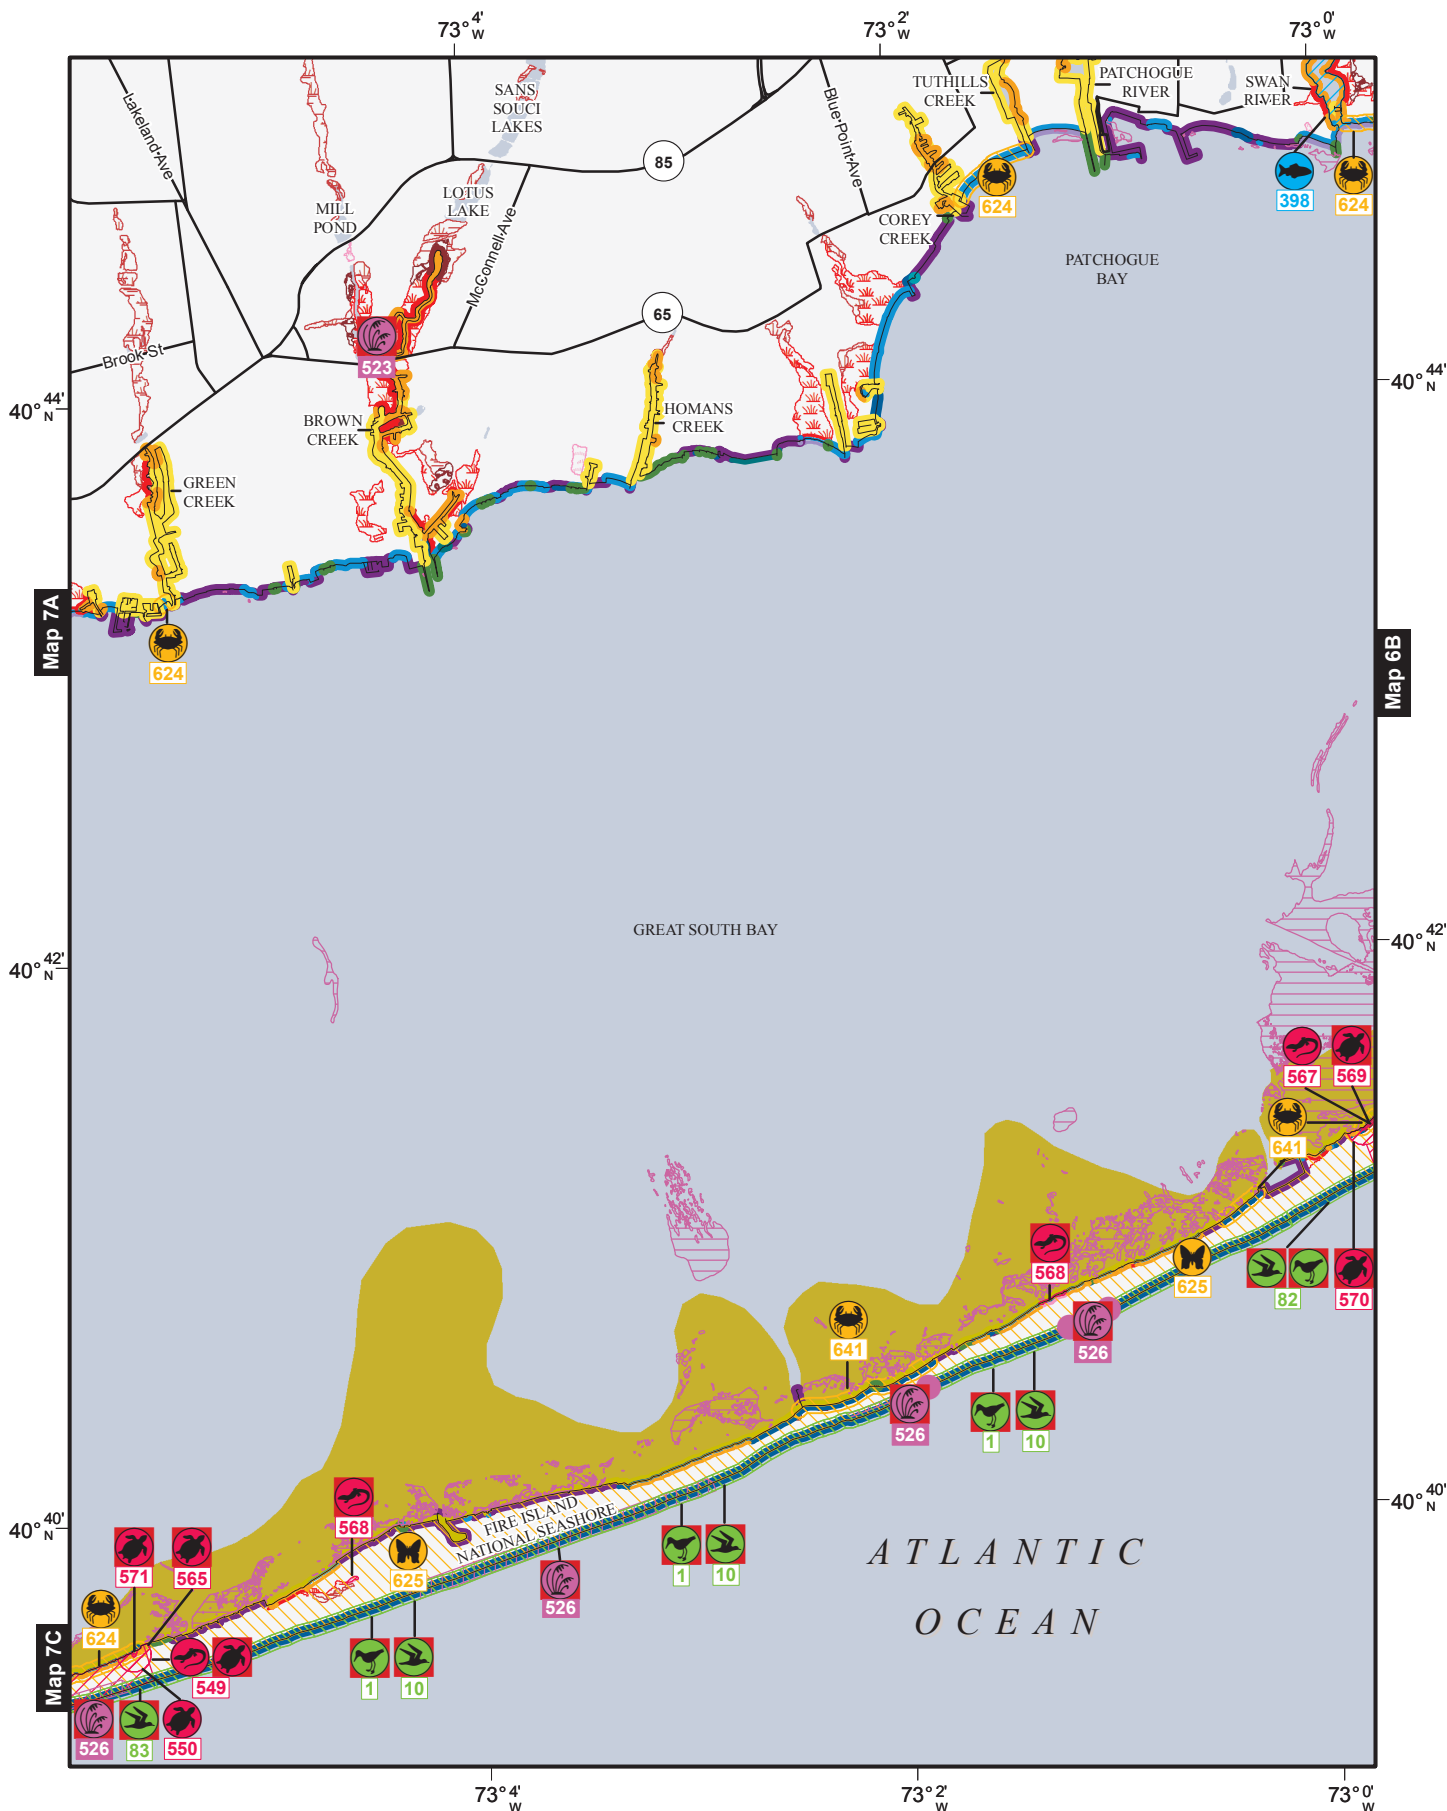 73° 4' W
73° 2' W
73° 0' W
SANS
SOUCI
LAKES
TUTHILLS
CREEK
PATCHOGUE
RIVER
SWAN
RIVER
Lakeland Ave
Blue Point Ave
85
398
624
624
MILL
POND
LOTUS
LAKE
McConnell Ave
COREY
CREEK
PATCHOGUE
BAY
65
Brook St
523
40° 44' N
40° 44' N
BROWN
CREEK
HOMANS
CREEK
GREEN
CREEK
Map 7A
Map 6B
624
GREAT SOUTH BAY
40° 42' N
40° 42' N
567
569
641
568
625
82
570
641
526
526
1
10
568
FIRE ISLAND
NATIONAL SEASHORE
40° 40' N
40° 40' N
ATLANTIC
OCEAN
571
565
625
526
1
10
624
549
1
10
Map 7C
526
83
550
73° 4' W
73° 2' W
73° 0' W